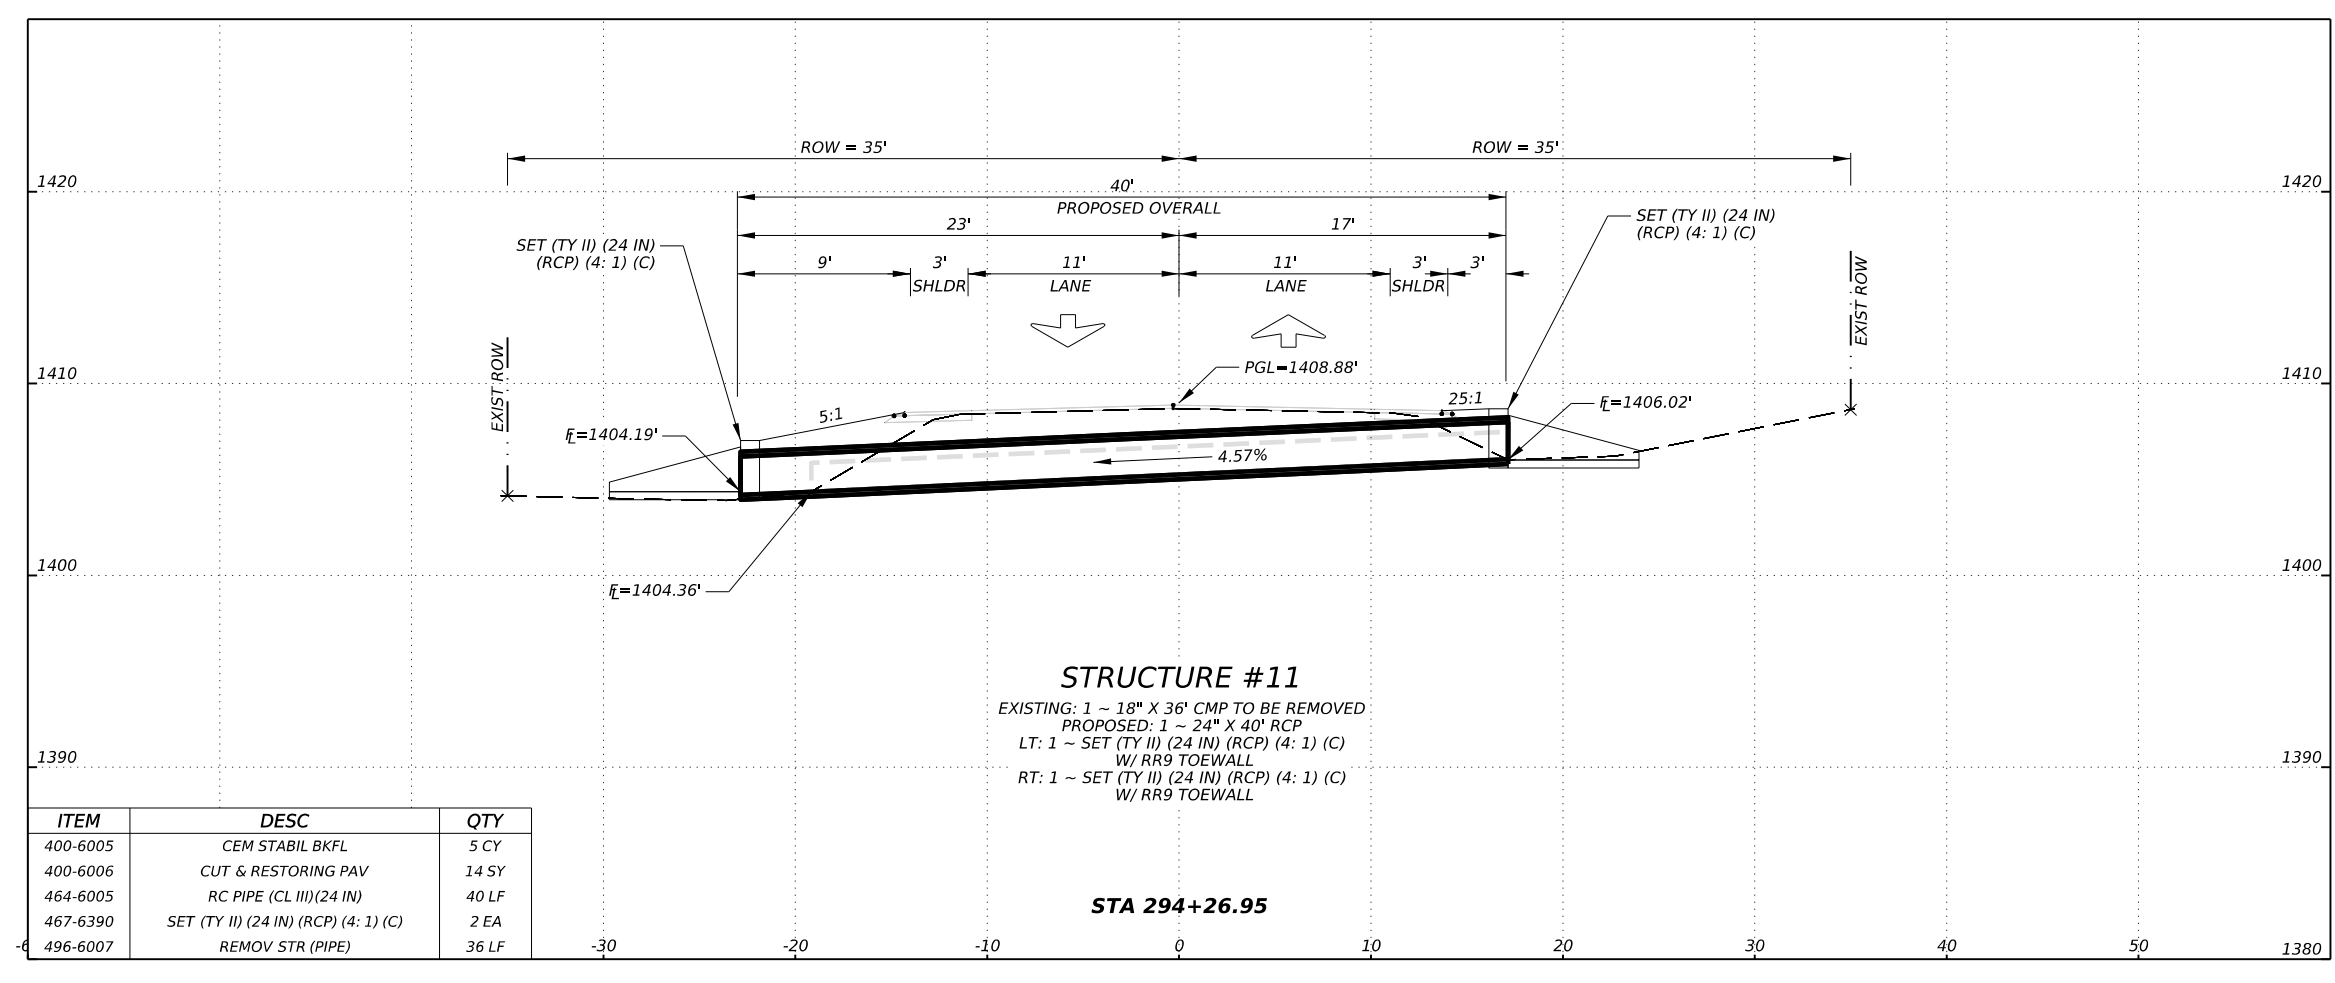 ROW = 35'
ROW = 35'
1420
1420
40'
PROPOSED OVERALL
23'
17'
SET (TY II) (24 IN)
(RCP) (4: 1) (C)
SET (TY II) (24 IN)
(RCP) (4: 1) (C)
9'
3'
11'
11'
3'
3'
SHLDR
LANE
LANE
SHLDR
EXIST ROW
EXIST ROW
PGL=1408.88'
1410
1410
5:1
25:1
FL=1406.02'
FL=1404.19'
4.57%
1400
1400
FL=1404.36'
STRUCTURE #11
EXISTING: 1 ~ 18" X 36' CMP TO BE REMOVED
PROPOSED: 1 ~ 24" X 40' RCP
LT: 1 ~ SET (TY II) (24 IN) (RCP) (4: 1) (C)
W/ RR9 TOEWALL
RT: 1 ~ SET (TY II) (24 IN) (RCP) (4: 1) (C)
W/ RR9 TOEWALL
1390
1390
ITEM DESC QTY
400-6005 CEM STABIL BKFL 5 CY
400-6006 CUT & RESTORING PAV 14 SY
464-6005 RC PIPE (CL III)(24 IN) 40 LF
467-6390 SET (TY II) (24 IN) (RCP) (4: 1) (C) 2 EA
496-6007 REMOV STR (PIPE) 36 LF
STA 294+26.95
-30 -20 -10 0 10 20 30 40 50 1380